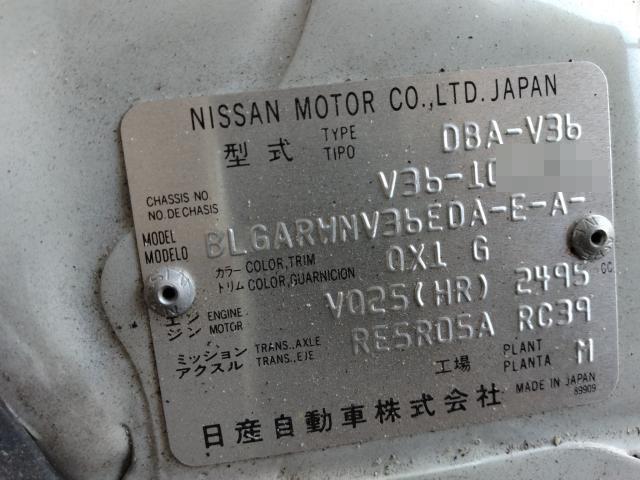 NISSAN MOTOR CO.,LTD. JAPAN
型式 TYPE TIPO DBA-V36
CHASSIS NO. NO. DE CHASIS V36-10
MODEL MODELO BLGARWNV36EDA-E-A-
カラー COLOR,TRIM トリム COLOR,GUARNICION QX1 G
エンジン ENGINE MOTOR VQ25(HR) 2495 CC
ミッション アクスル TRANS.,AXLE TRANS.,EJE RE5R05A RC39
工場 PLANT PLANTA M
MADE IN JAPAN
日産自動車株式会社 89909